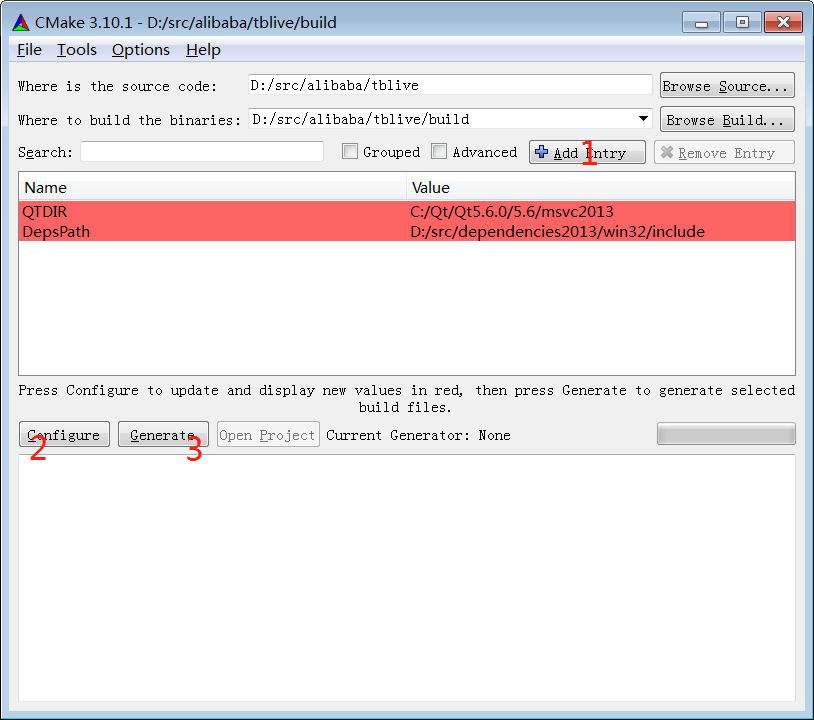 CMake 3.10.1 - D:/src/alibaba/tblive/build
File Tools Options Help
Where is the source code: D:/src/alibaba/tblive Browse Source...
Where to build the binaries: D:/src/alibaba/tblive/build Browse Build...
Search: Grouped Advanced Add Entry Remove Entry
1
Name Value
QTDIR C:/Qt/Qt5.6.0/5.6/msvc2013
DepsPath D:/src/dependencies2013/win32/include
Press Configure to update and display new values in red, then press Generate to generate selected
build files.
Configure Generate Open Project Current Generator: None
2 3